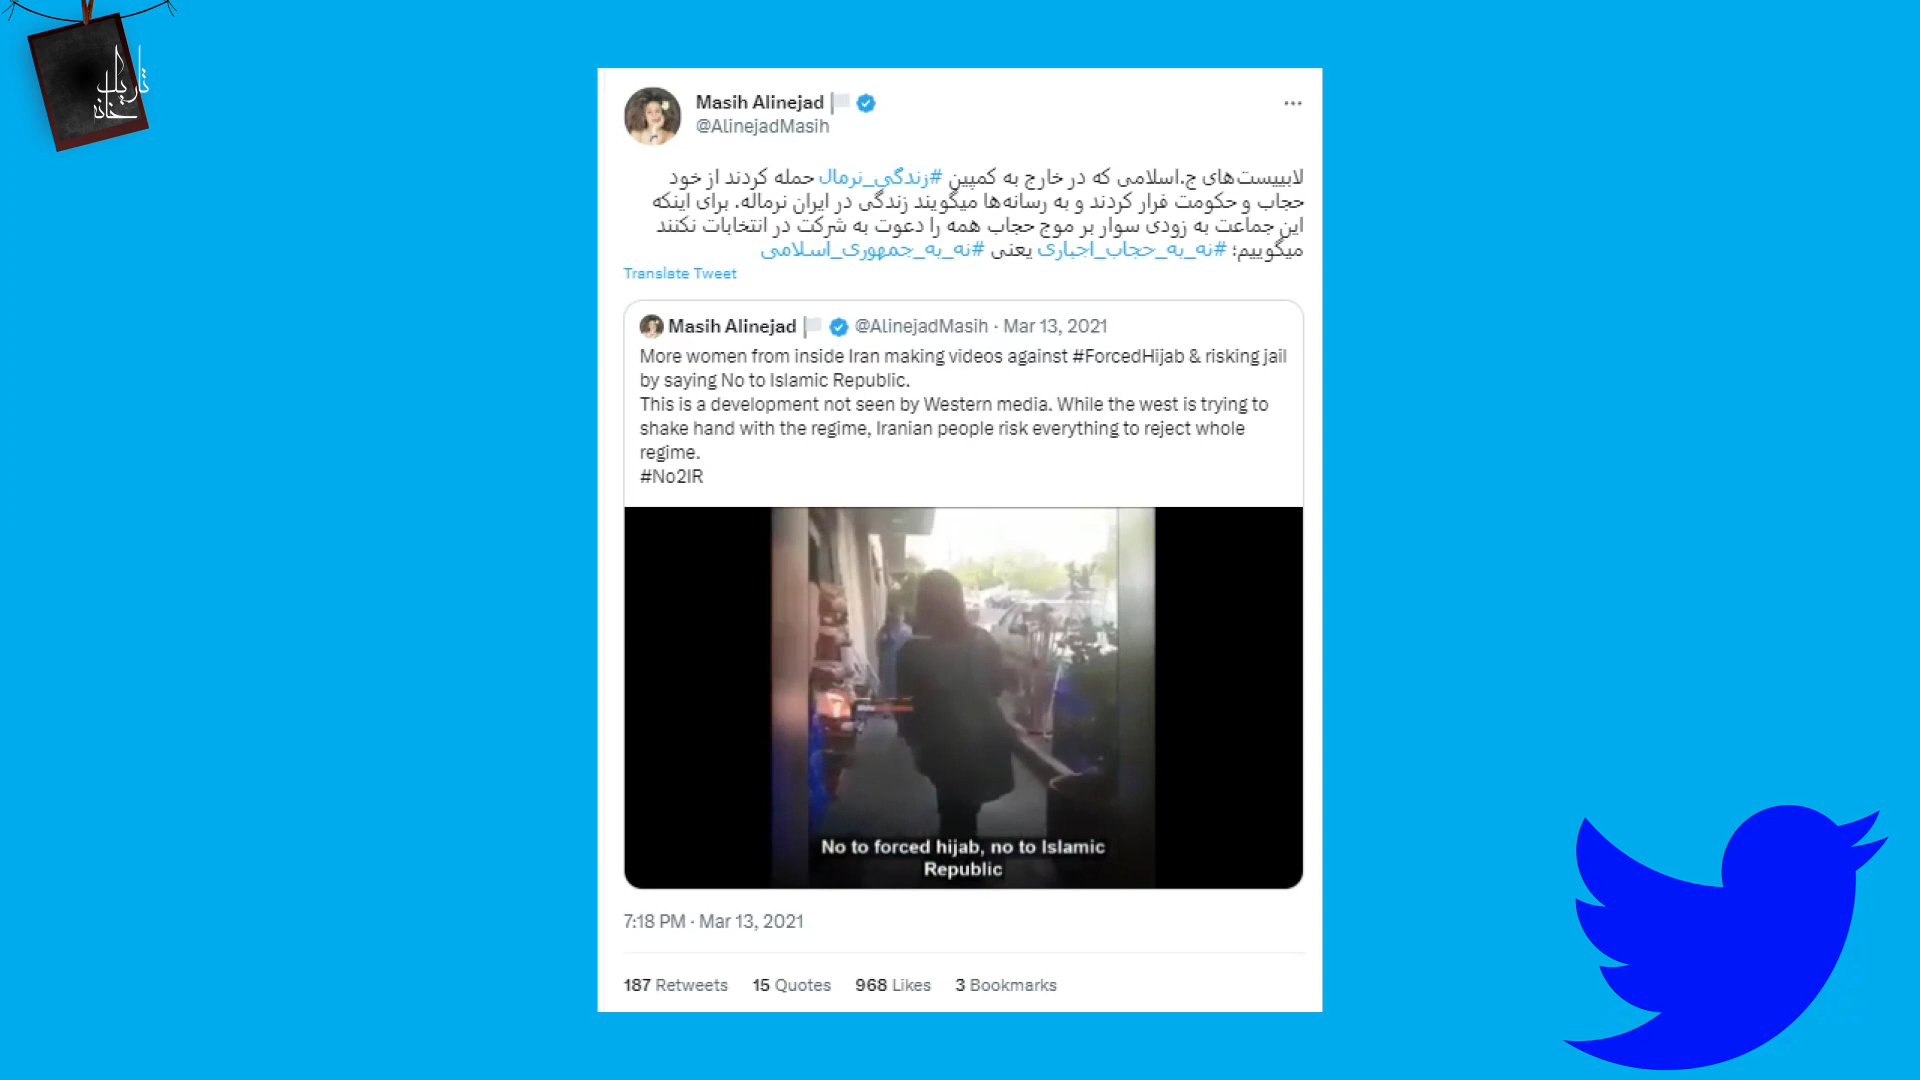 تاریک
خانه
Masih Alinejad
@AlinejadMasih
لابییست‌های ج.اسلامی که در خارج به کمپین #زندگی_نرمال حمله کردند از خود
حجاب و حکومت فرار کردند و به رسانه‌ها میگویند زندگی در ایران نرماله. برای اینکه
این جماعت به زودی سوار بر موج حجاب همه را دعوت به شرکت در انتخابات نکنند
میگوییم؛ #نه_به_حجاب_اجباری یعنی #نه_به_جمهوری_اسلامی
Translate Tweet
Masih Alinejad @AlinejadMasih · Mar 13, 2021
More women from inside Iran making videos against #ForcedHijab & risking jail
by saying No to Islamic Republic.
This is a development not seen by Western media. While the west is trying to
shake hand with the regime, Iranian people risk everything to reject whole
regime.
#No2IR
No to forced hijab, no to Islamic
Republic
7:18 PM · Mar 13, 2021
187 Retweets 15 Quotes 968 Likes 3 Bookmarks